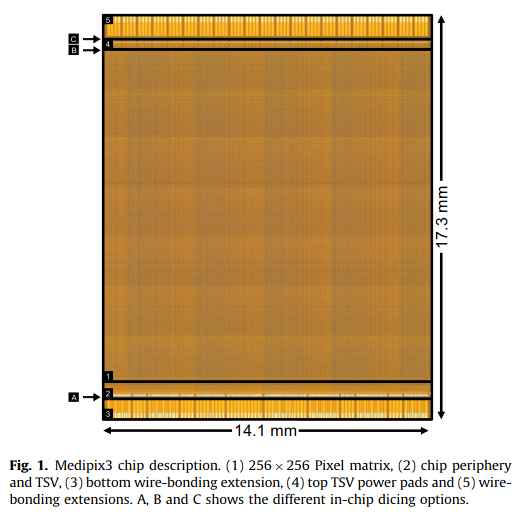 5
C
4
B
17.3 mm
1
2
A
3
14.1 mm
Fig. 1. Medipix3 chip description. (1) 256 × 256 Pixel matrix, (2) chip periphery
and TSV, (3) bottom wire-bonding extension, (4) top TSV power pads and (5) wire-
bonding extensions. A, B and C shows the different in-chip dicing options.